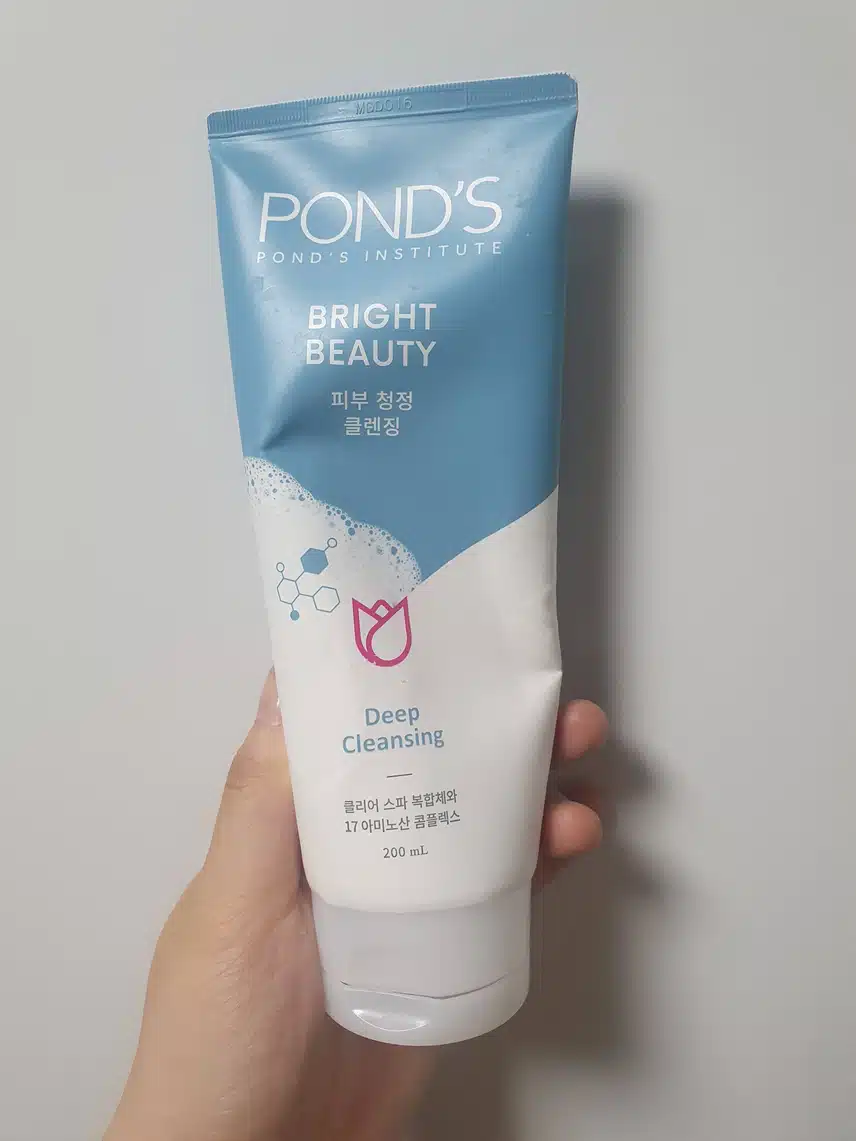 MDD016
POND'S
POND'S INSTITUTE
BRIGHT
BEAUTY
피부 청정
클렌징
Deep
Cleansing
클리어 스파 복합체와
17 아미노산 콤플렉스
200 mL